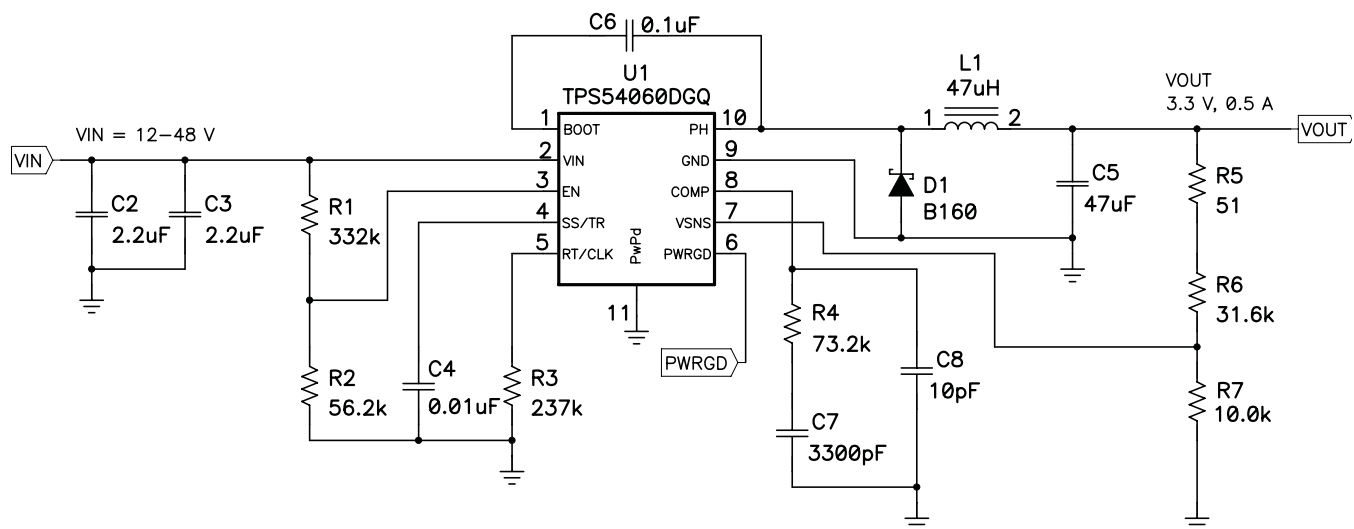 C6
0.1uF
U1
TPS54060DGQ
L1
47uH
VOUT
3.3 V, 0.5 A
VIN = 12–48 V
1
BOOT
PH
10
1
2
VOUT
VIN
2
VIN
GND
9
3
EN
COMP
8
4
SS/TR
VSNS
7
5
RT/CLK
PWRGD
6
PwPd
11
C2
2.2uF
C3
2.2uF
R1
332k
D1
B160
C5
47uF
R5
51
R6
31.6k
R4
73.2k
PWRGD
R2
56.2k
C4
0.01uF
R3
237k
C8
10pF
R7
10.0k
C7
3300pF